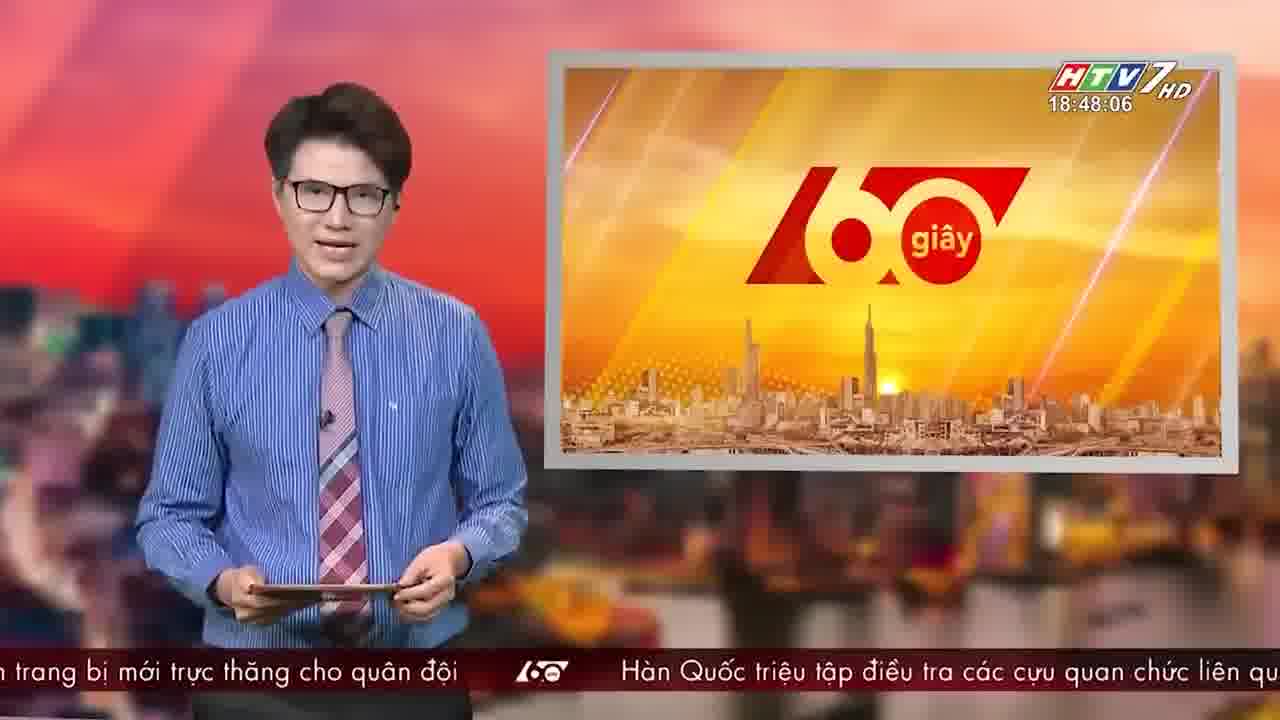 HTV7 HD
18:48:06
60 giây
trang bị mới trực thăng cho quân đội
60
Hàn Quốc triệu tập điều tra các cựu quan chức liên